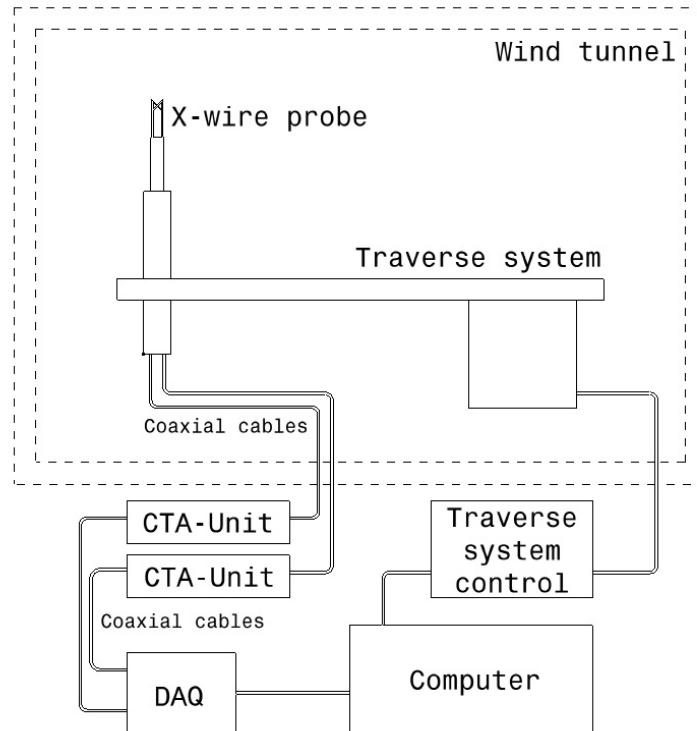 Wind tunnel
X-wire probe
Traverse system
Coaxial cables
CTA-Unit
CTA-Unit
Traverse
system
control
Coaxial cables
DAQ
Computer